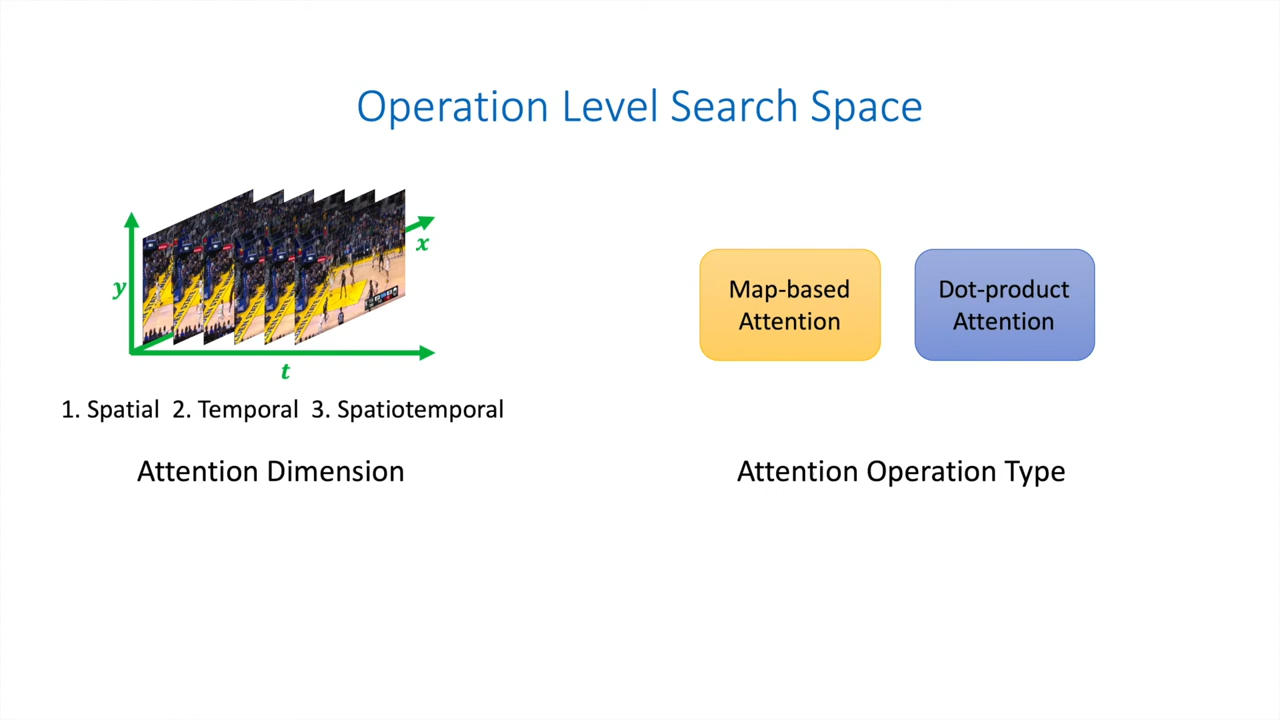 Operation Level Search Space
y
x
t
1. Spatial 2. Temporal 3. Spatiotemporal
Attention Dimension
Map-based
Attention
Dot-product
Attention
Attention Operation Type